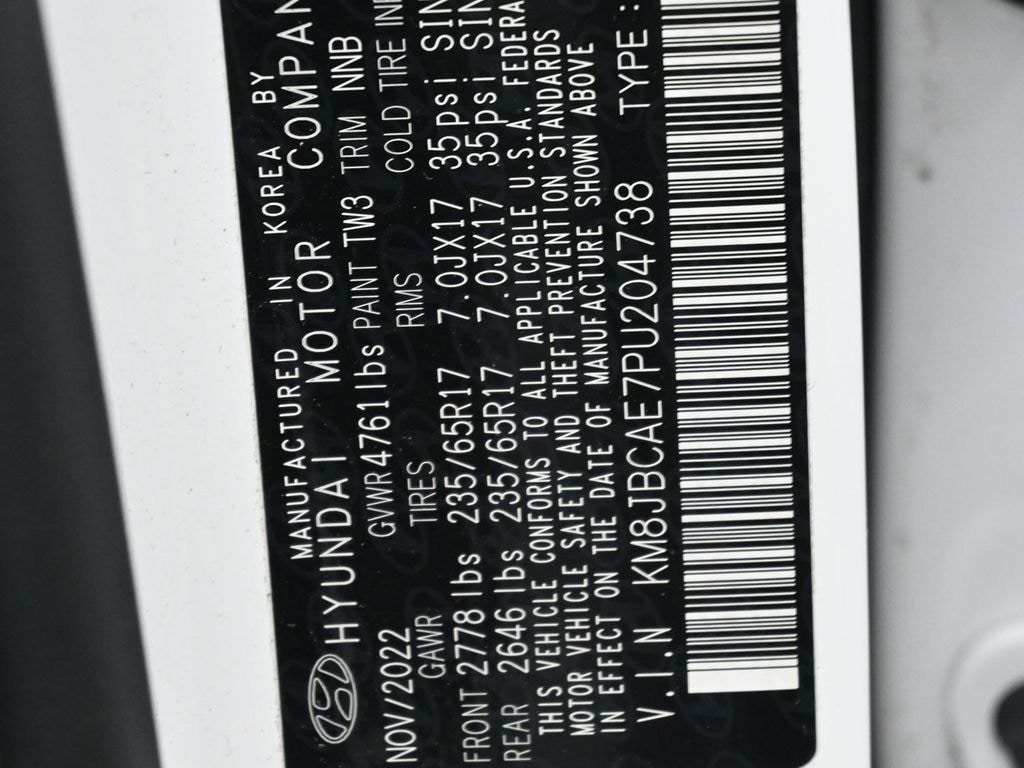 MANUFACTURED IN KOREA BY
HYUNDAI MOTOR COMPAN
NOV/2022 GVWR 4761 lbs PAINT TW3 TRIM NNB
GAWR TIRES RIMS COLD TIRE IN
FRONT 2778 lbs 235/65R17 7.0JX17 35psi SIN
REAR 2646 lbs 235/65R17 7.0JX17 35psi SIN
THIS VEHICLE CONFORMS TO ALL APPLICABLE U.S.A. FEDERA
MOTOR VEHICLE SAFETY AND THEFT PREVENTION STANDARDS
IN EFFECT ON THE DATE OF MANUFACTURE SHOWN ABOVE
V.I.N KM8JBCAE7PU204738 TYPE: